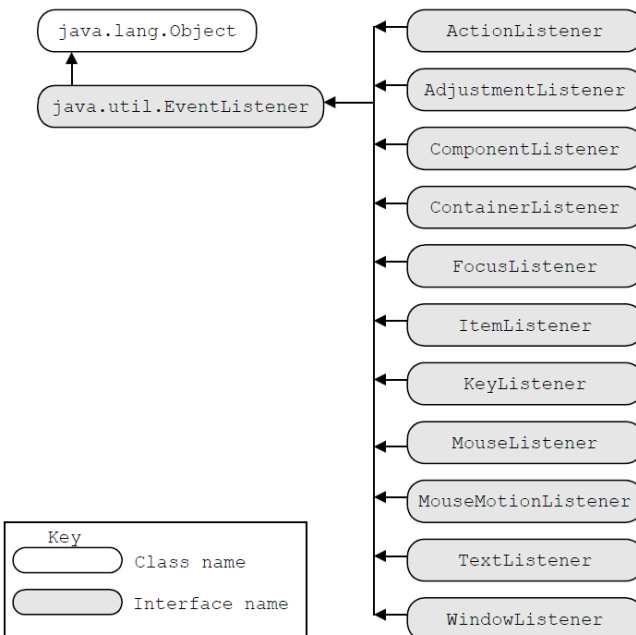 java.lang.Object
java.util.EventListener
ActionListener
AdjustmentListener
ComponentListener
ContainerListener
FocusListener
ItemListener
KeyListener
MouseListener
MouseMotionListener
TextListener
WindowListener
Key
Class name
Interface name